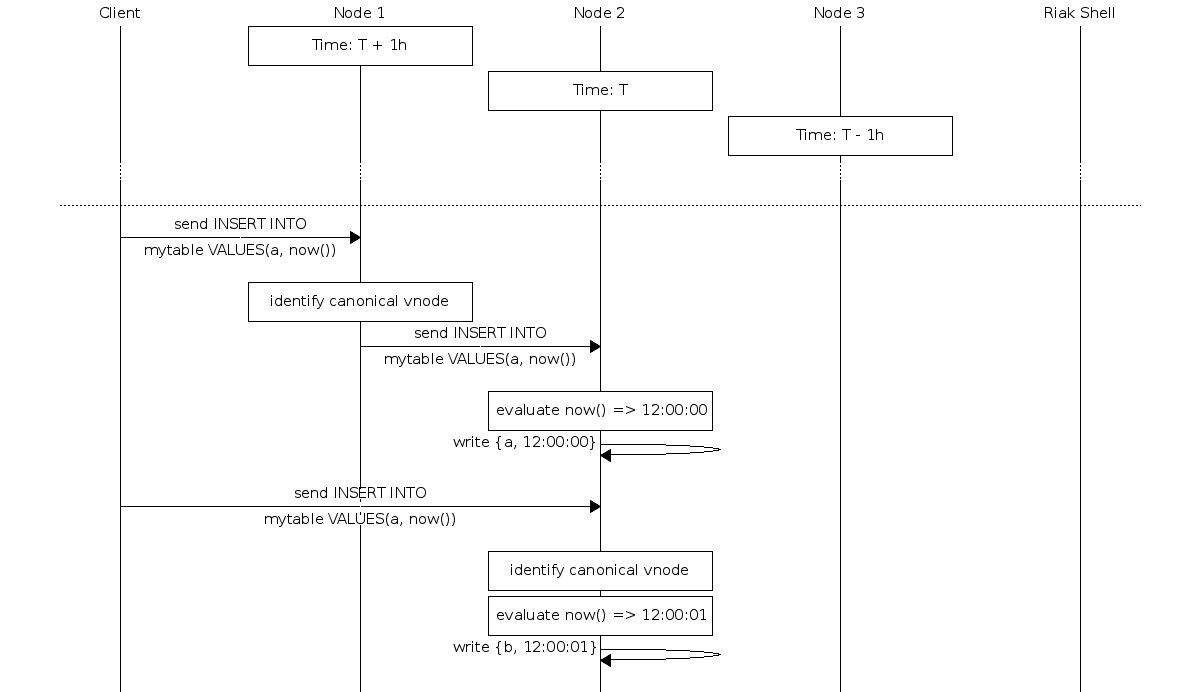 Client
Node 1
Node 2
Node 3
Riak Shell
Time: T + 1h
Time: T
Time: T - 1h
send INSERT INTO
mytable VALUES(a, now())
identify canonical vnode
send INSERT INTO
mytable VALUES(a, now())
evaluate now() => 12:00:00
write {a, 12:00:00}
send INSERT INTO
mytable VALUES(a, now())
identify canonical vnode
evaluate now() => 12:00:01
write {b, 12:00:01}